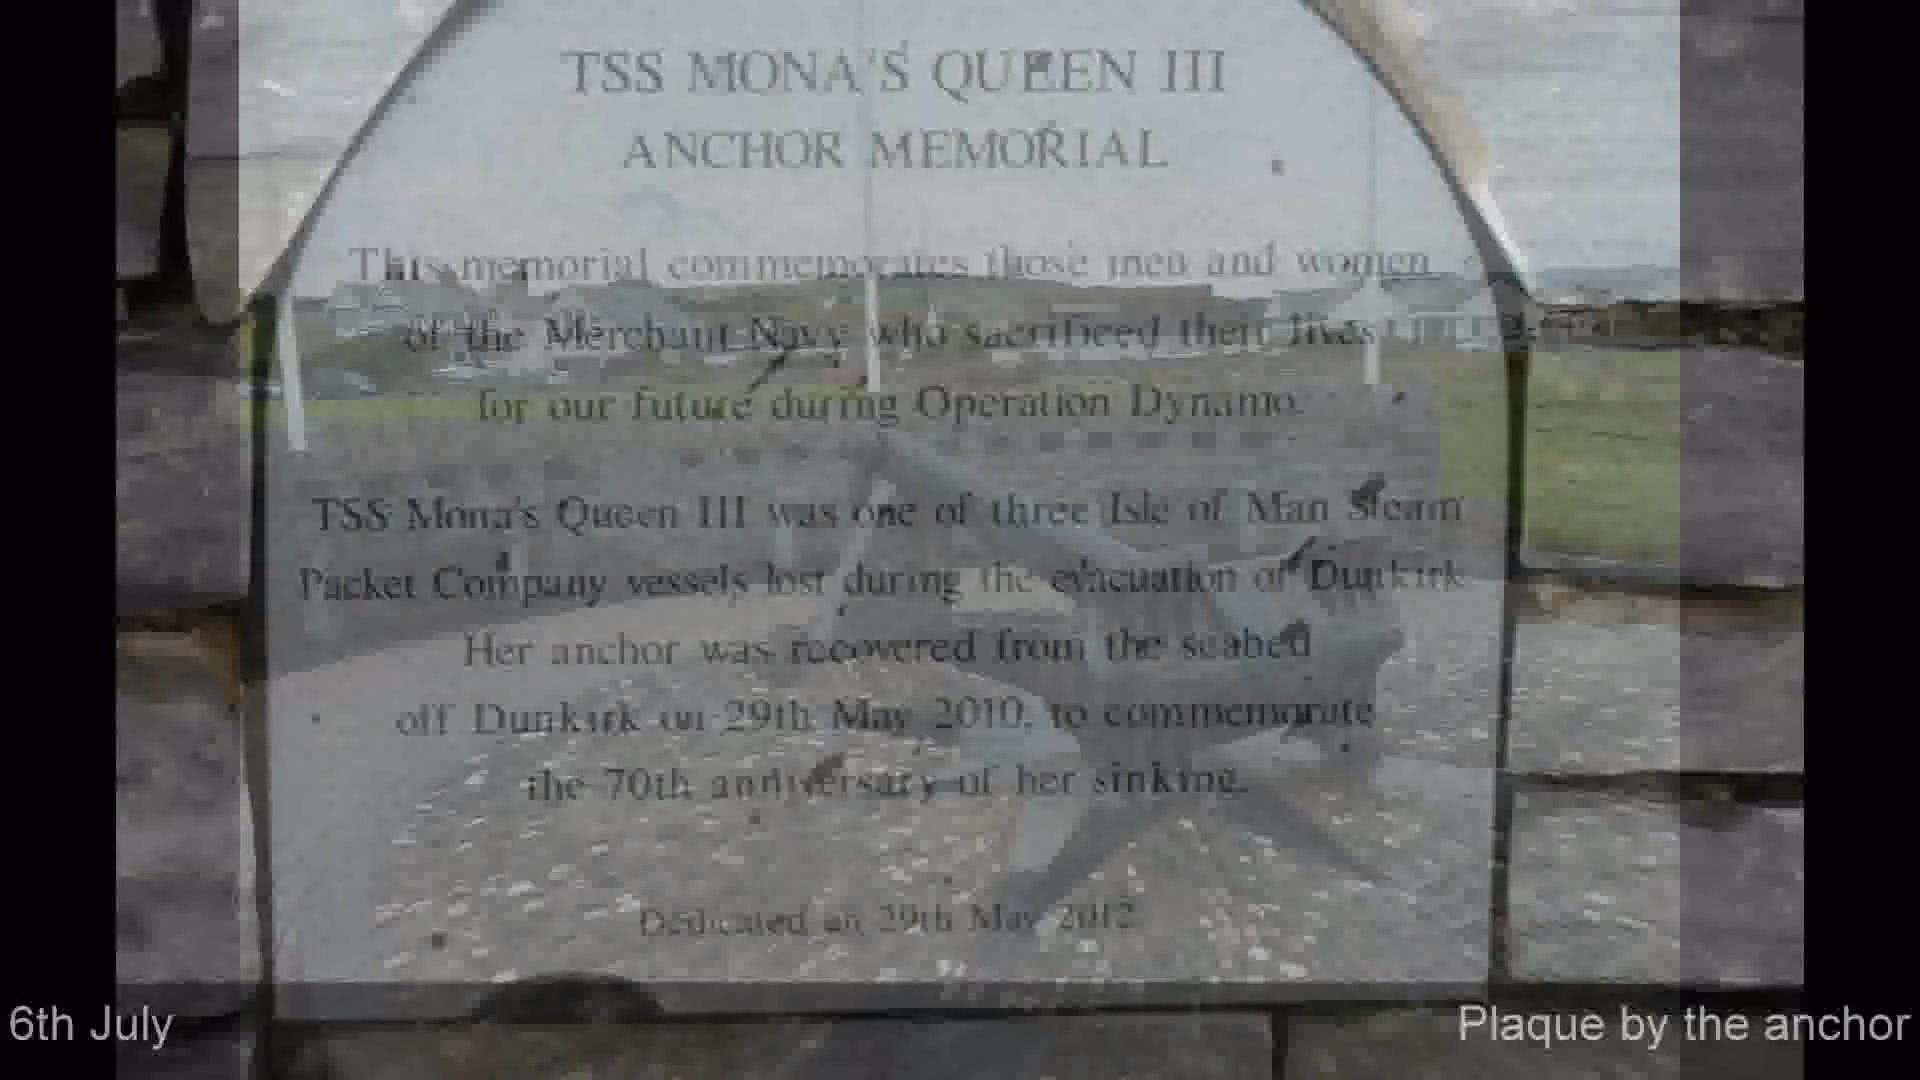 TSS MONA'S QUEEN III
ANCHOR MEMORIAL
This memorial commemorates those men and women
of the Merchant Navy who sacrificed their lives
for our future during Operation Dynamo.
TSS Mona's Queen III was one of three Isle of Man Steam
Packet Company vessels lost during the evacuation of Dunkirk
Her anchor was recovered from the seabed
off Dunkirk on 29th May 2010, to commemorate
the 70th anniversary of her sinking.
Dedicated on 29th May 2012
6th July
Plaque by the anchor